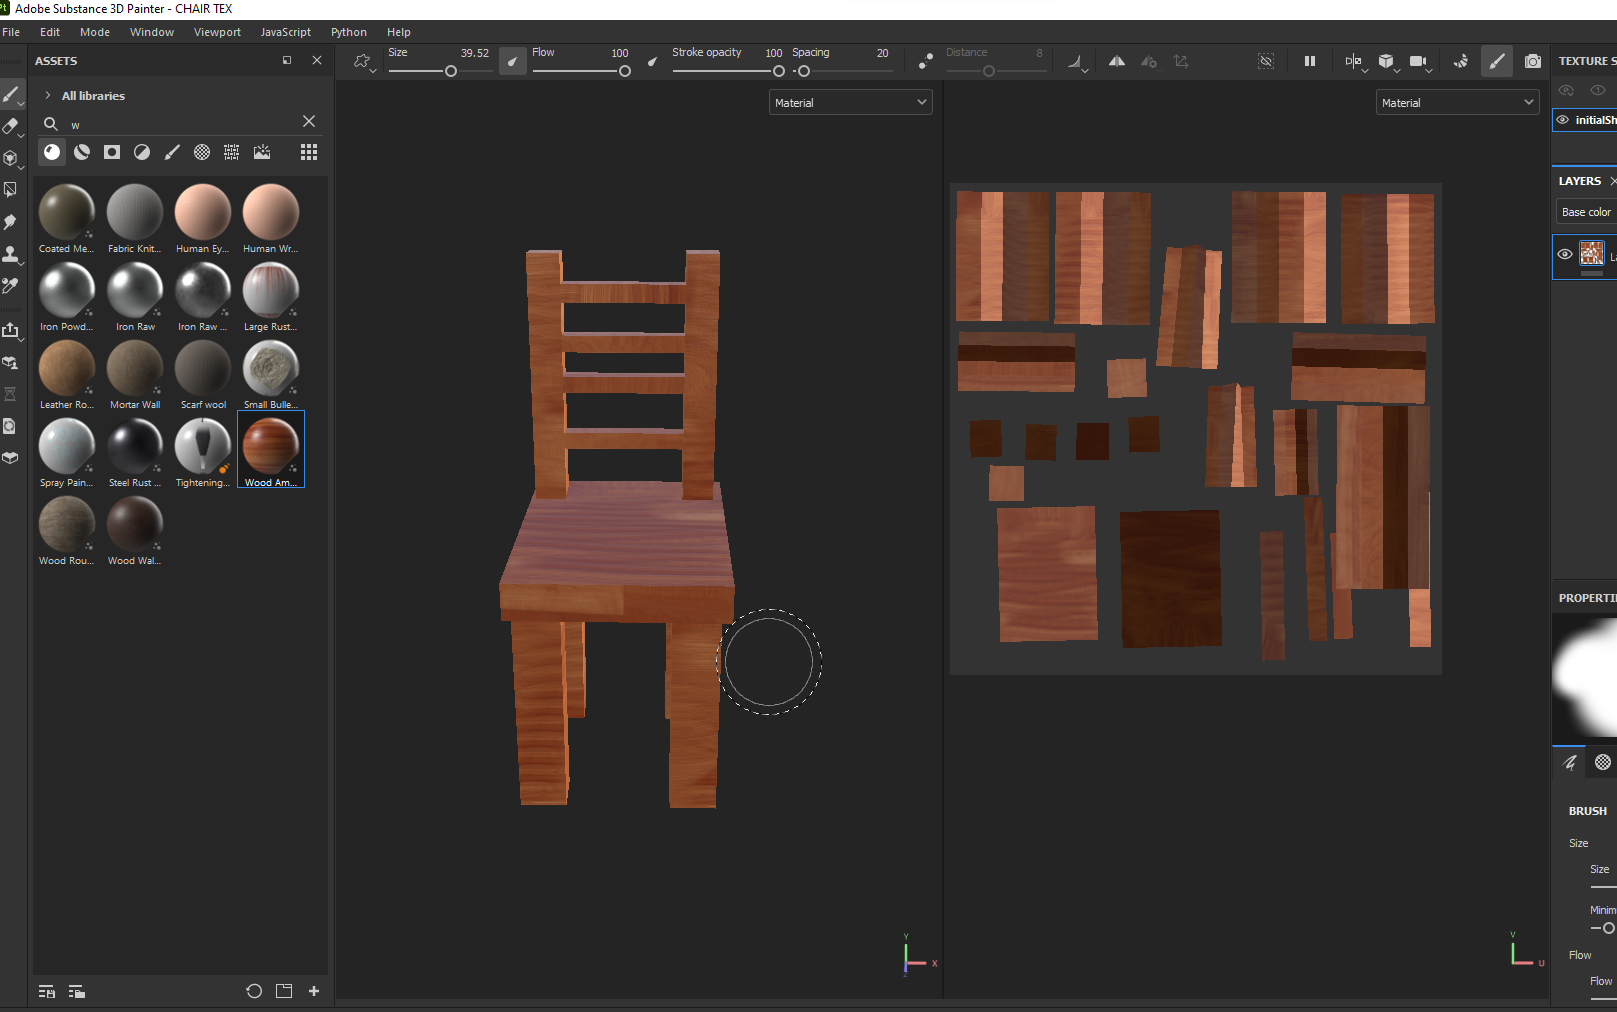 Pt Adobe Substance 3D Painter - CHAIR TEX
File Edit Mode Window Viewport JavaScript Python Help
ASSETS
Size 39.52 Flow 100 Stroke opacity 100 Spacing 20 Distance 8
TEXTURE S
All libraries
w
Material
Material
initialSh
LAYERS
Base color
La
Coated Me... Fabric Knit... Human Ey... Human Wr...
Iron Powd... Iron Raw Iron Raw ... Large Rust...
Leather Ro... Mortar Wall Scarf wool Small Bulle...
Spray Pain... Steel Rust ... Tightening... Wood Am...
Wood Rou... Wood Wal...
PROPERTI
BRUSH
Size
Size
Minim
Flow
Flow
Y
X
Z
V
U